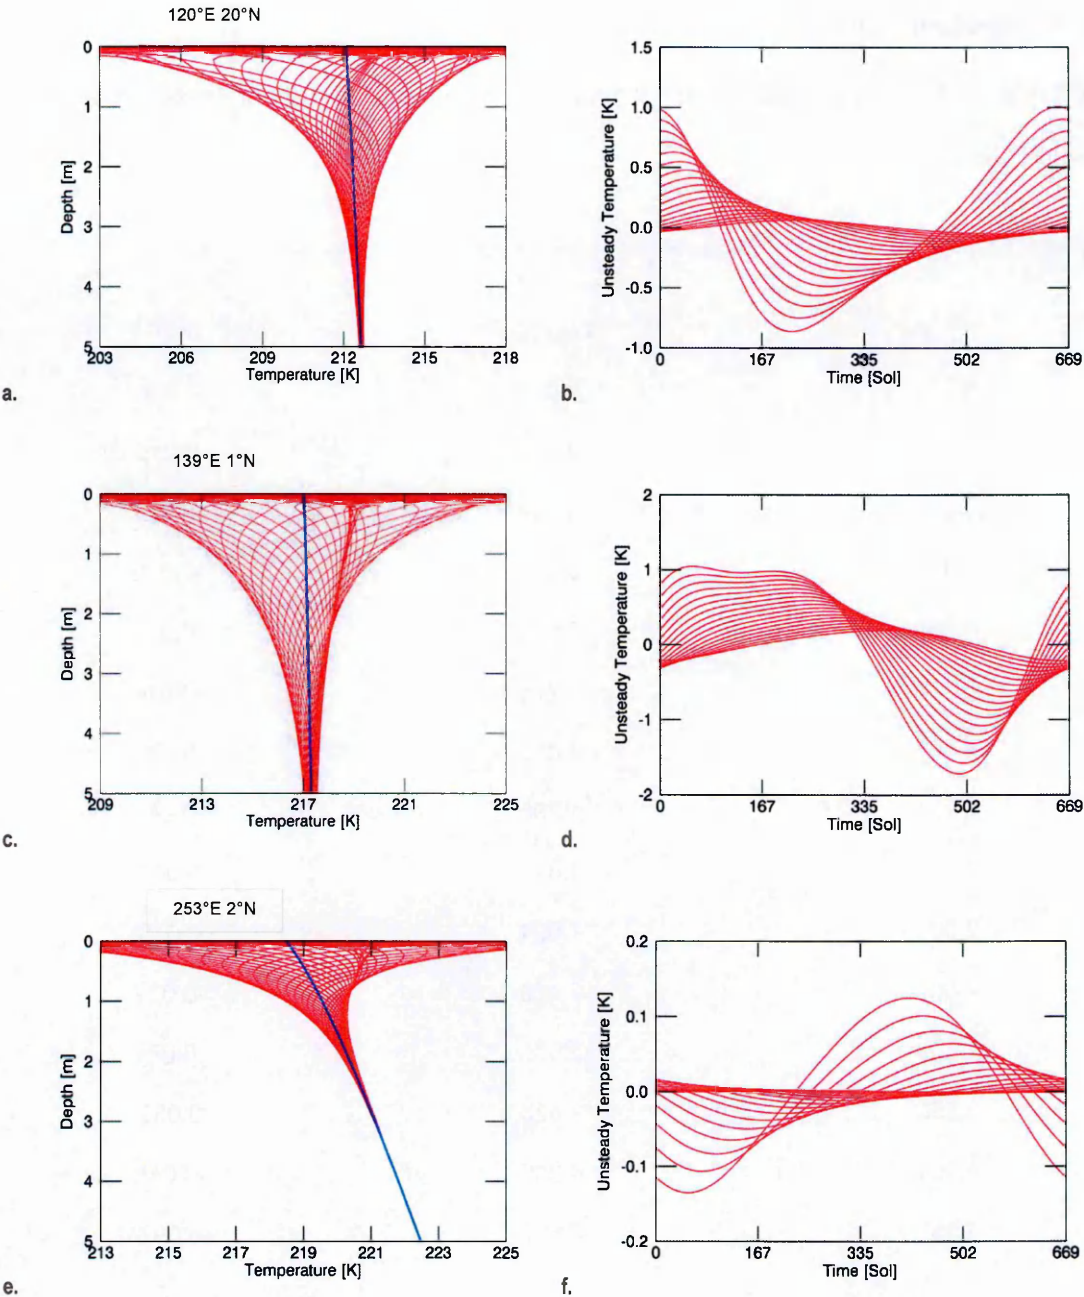 120°E 20°N
0
1
2
3
4
5
Depth [m]
203 206 209 212 215 218
Temperature [K]
a.
1.5
1.0
0.5
0.0
-0.5
-1.0
Unsteady Temperature [K]
0 167 335 502 669
Time [Sol]
b.
139°E 1°N
0
1
2
3
4
5
Depth [m]
209 213 217 221 225
Temperature [K]
c.
2
1
0
-1
-2
Unsteady Temperature [K]
0 167 335 502 669
Time [Sol]
d.
253°E 2°N
0
1
2
3
4
5
Depth [m]
213 215 217 219 221 223 225
Temperature [K]
e.
0.2
0.1
0.0
-0.1
-0.2
Unsteady Temperature [K]
0 167 335 502 669
Time [Sol]
f.